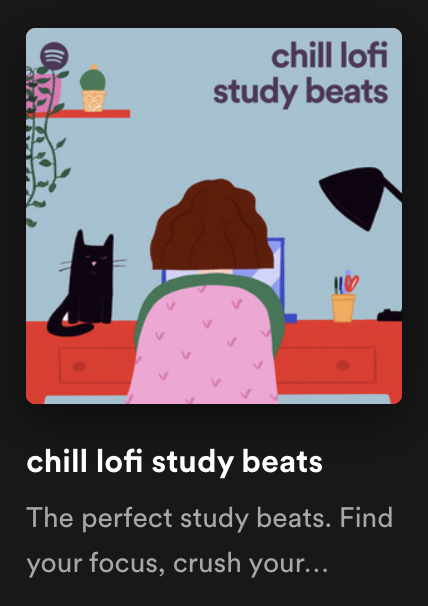 chill lofi
study beats
chill lofi study beats
The perfect study beats. Find
your focus, crush your...